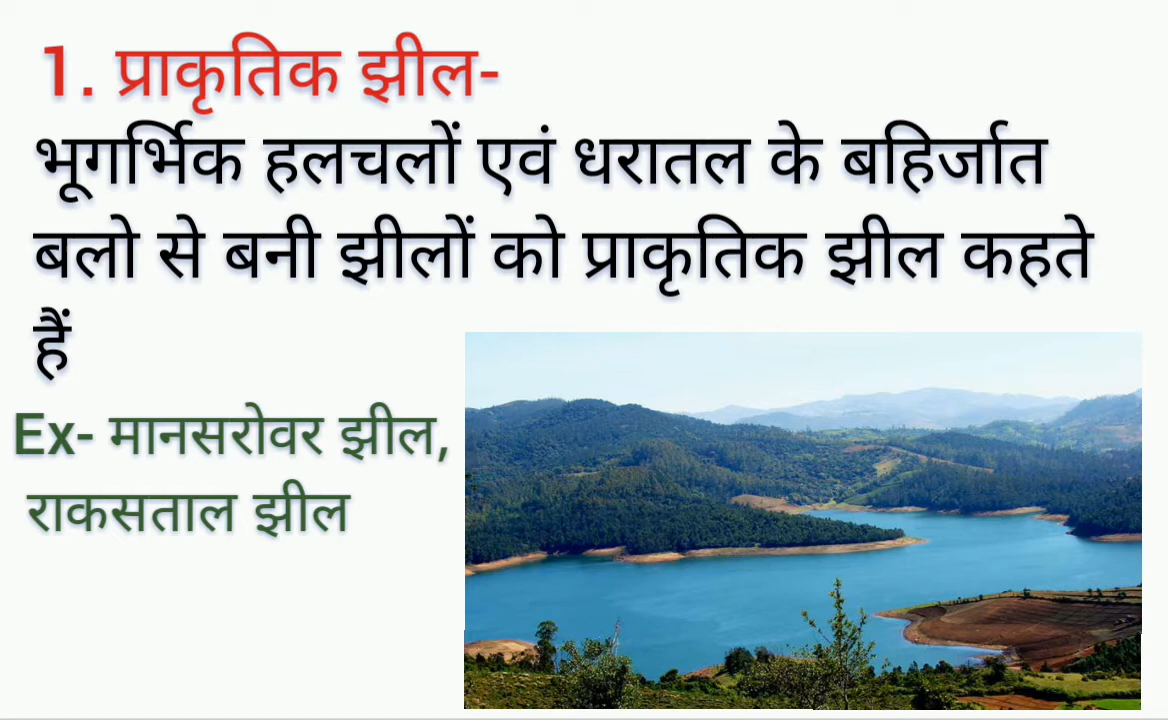 1. प्राकृतिक झील-
भूगर्भिक हलचलों एवं धरातल के बहिर्जात
बलो से बनी झीलों को प्राकृतिक झील कहते
हैं
Ex- मानसरोवर झील,
राकसताल झील